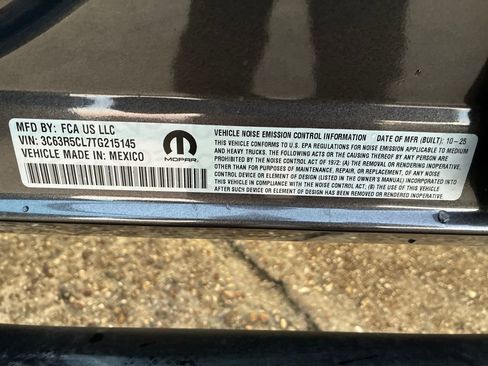 MFD BY: FCA US LLC
VIN: 3C63R5CL7TG215145
VEHICLE MADE IN: MEXICO
MOPAR
VEHICLE NOISE EMISSION CONTROL INFORMATION DATE OF MFR (BUILT): 10-25
THIS VEHICLE CONFORMS TO U.S. EPA REGULATIONS FOR NOISE EMISSION APPLICABLE TO MEDIUM
AND HEAVY TRUCKS. THE FOLLOWING ACTS OR THE CAUSING THEREOF BY ANY PERSON ARE
PROHIBITED BY THE NOISE CONTROL ACT OF 1972: (A) THE REMOVAL OR RENDERING INOPERATIVE,
OTHER THAN FOR PURPOSES OF MAINTENANCE, REPAIR, OR REPLACEMENT, OF ANY NOISE
CONTROL DEVICE OR ELEMENT OF DESIGN (LISTED IN THE OWNER'S MANUAL) INCORPORATED INTO
THIS VEHICLE IN COMPLIANCE WITH THE NOISE CONTROL ACT; (B) THE USE OF THIS VEHICLE
AFTER SUCH DEVICE OR ELEMENT OF DESIGN HAS BEEN REMOVED OR RENDERED INOPERATIVE.